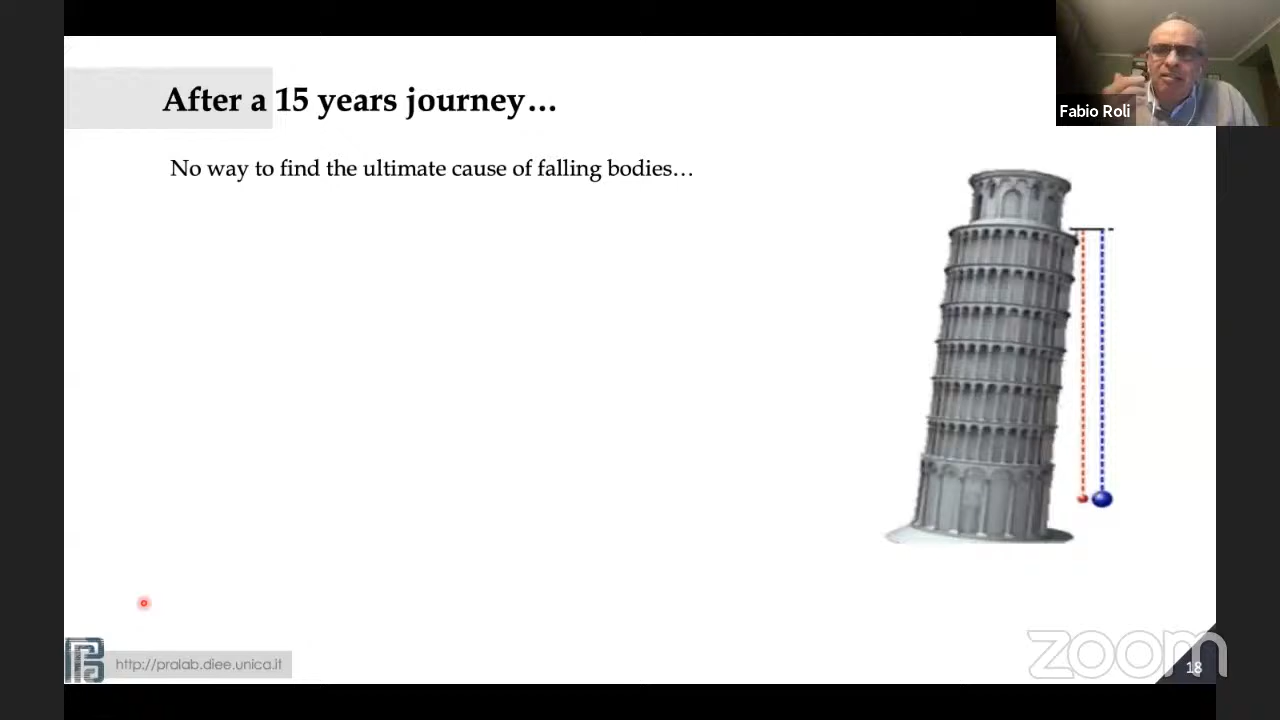 After a 15 years journey…
Fabio Roli
No way to find the ultimate cause of falling bodies…
http://pralab.diee.unica.it
zoom
18